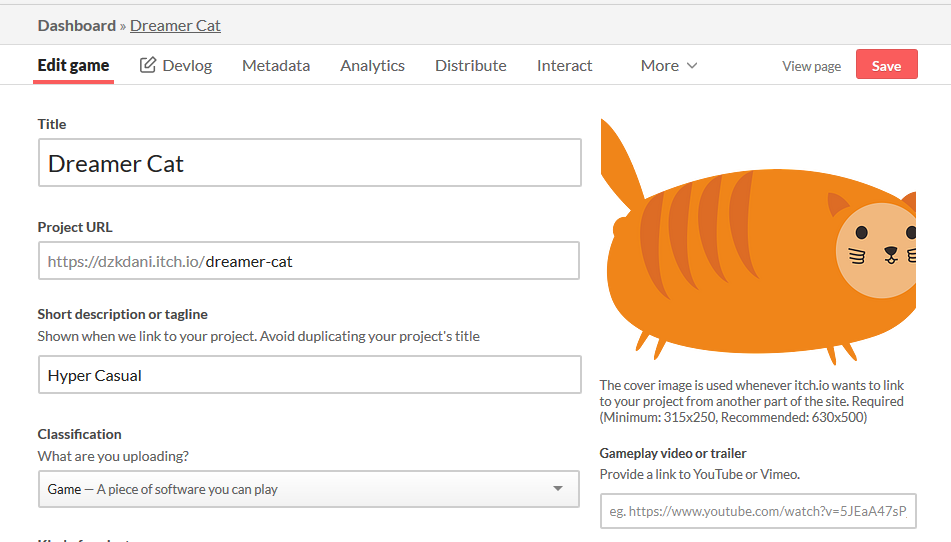 Dashboard » Dreamer Cat
Edit game Devlog Metadata Analytics Distribute Interact More View page Save
Title
Dreamer Cat
Project URL
https://dzkdani.itch.io/dreamer-cat
Short description or tagline
Shown when we link to your project. Avoid duplicating your project's title
Hyper Casual
Classification
What are you uploading?
Game — A piece of software you can play
The cover image is used whenever itch.io wants to link
to your project from another part of the site. Required
(Minimum: 315x250, Recommended: 630x500)
Gameplay video or trailer
Provide a link to YouTube or Vimeo.
eg. https://www.youtube.com/watch?v=5JEaA47sP